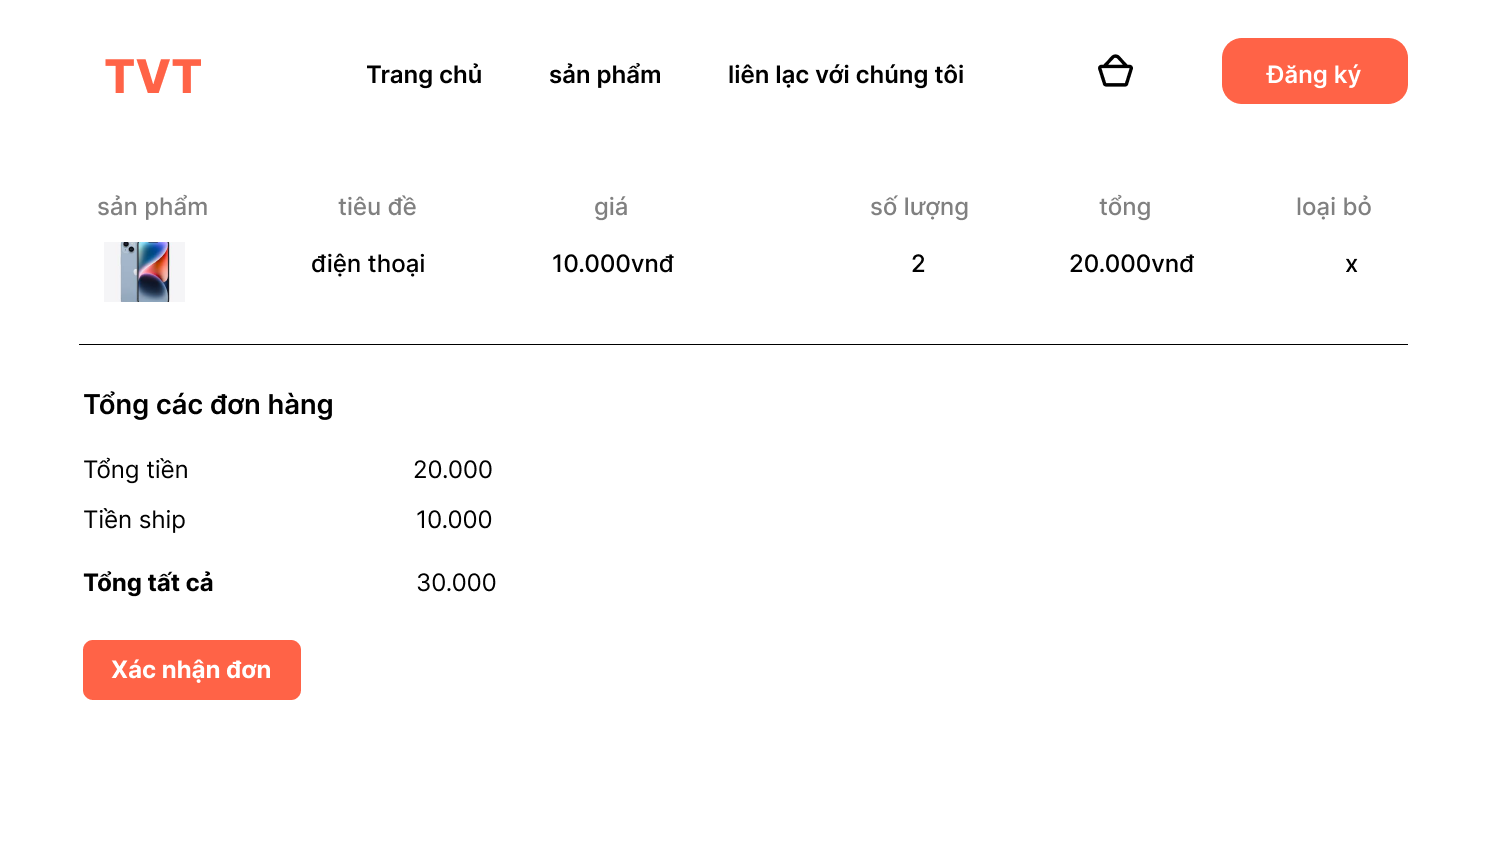 TVT Trang chủ sản phẩm liên lạc với chúng tôi Đăng ký
sản phẩm tiêu đề giá số lượng tổng loại bỏ
điện thoại 10.000vnđ 2 20.000vnđ x
Tổng các đơn hàng
Tổng tiền 20.000
Tiền ship 10.000
Tổng tất cả 30.000
Xác nhận đơn